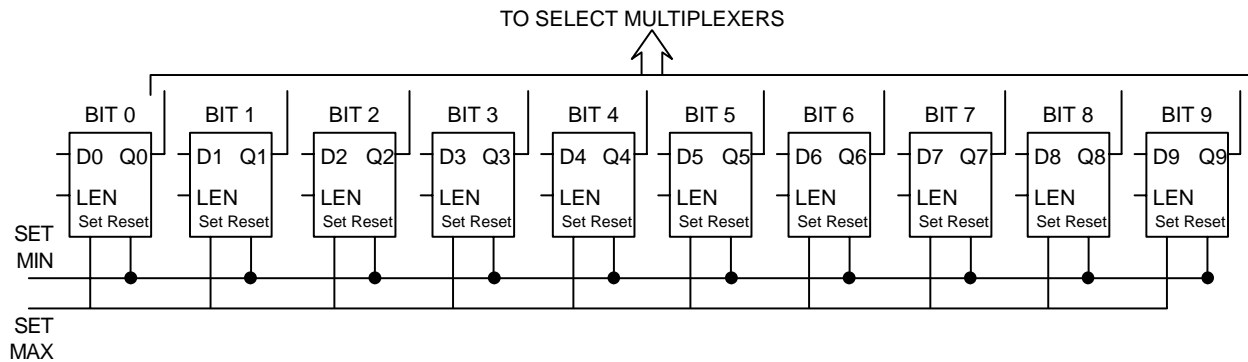 TO SELECT MULTIPLEXERS
BIT 0 BIT 1 BIT 2 BIT 3 BIT 4 BIT 5 BIT 6 BIT 7 BIT 8 BIT 9
D0 Q0 D1 Q1 D2 Q2 D3 Q3 D4 Q4 D5 Q5 D6 Q6 D7 Q7 D8 Q8 D9 Q9
LEN LEN LEN LEN LEN LEN LEN LEN LEN LEN
Set Reset Set Reset Set Reset Set Reset Set Reset Set Reset Set Reset Set Reset Set Reset Set Reset
SET
MIN
SET
MAX